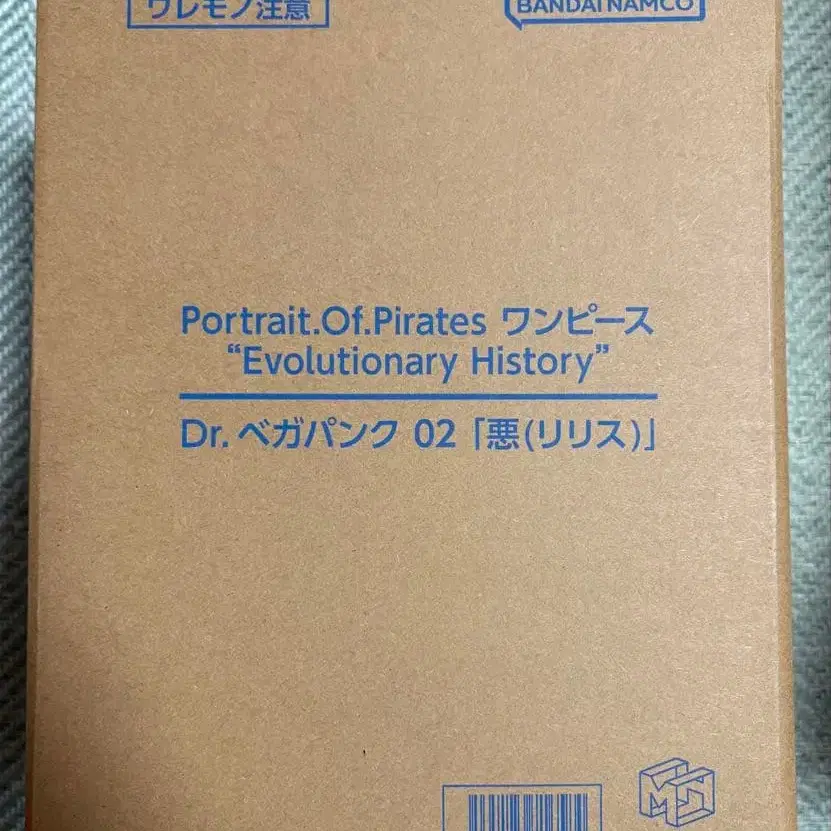 ワレモノ注意
BANDAI NAMCO
Portrait.Of.Pirates ワンピース
“Evolutionary History”
Dr. ベガパンク 02「悪(リリス)」